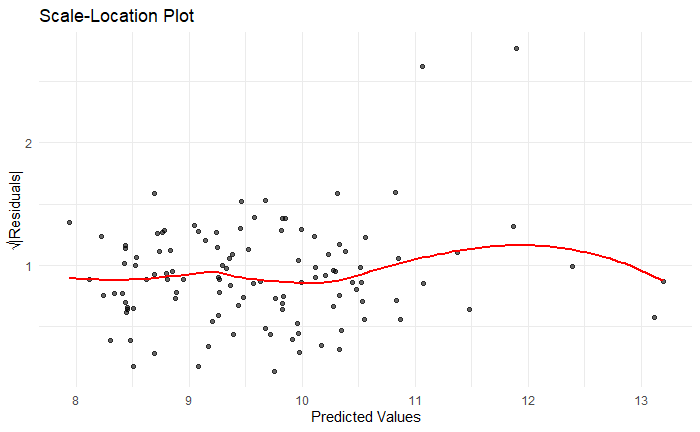 Scale-Location Plot
√|Residuals|
2
1
8 9 10 11 12 13
Predicted Values